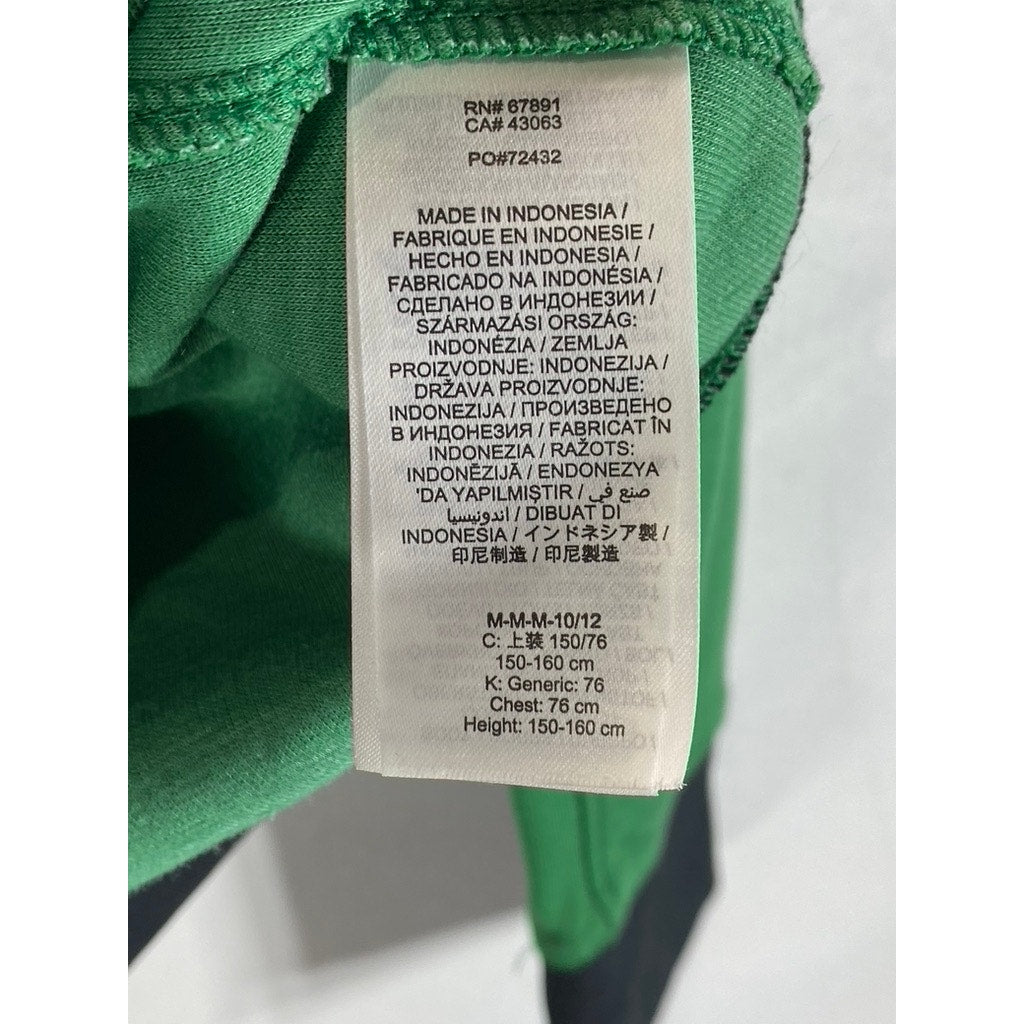 RN# 67891
CA# 43063
PO#72432
MADE IN INDONESIA /
FABRIQUE EN INDONESIE /
HECHO EN INDONESIA /
FABRICADO NA INDONÉSIA /
СДЕЛАНО В ИНДОНЕЗИИ /
SZÁRMAZÁSI ORSZÁG:
INDONÉZIA / ZEMLJA
PROIZVODNJE: INDONEZIJA /
DRŽAVA PROIZVODNJE:
INDONEZIJA / ПРОИЗВЕДЕНО
В ИНДОНЕЗИЯ / FABRICAT ÎN
INDONEZIA / RAŽOTS:
INDONĒZIJĀ / ENDONEZYA
'DA YAPILMIŞTIR / صنع في
اندونيسيا / DIBUAT DI
INDONESIA / インドネシア製 /
印尼制造 / 印尼製造
M-M-M-10/12
C: 上装 150/76
150-160 cm
K: Generic: 76
Chest: 76 cm
Height: 150-160 cm